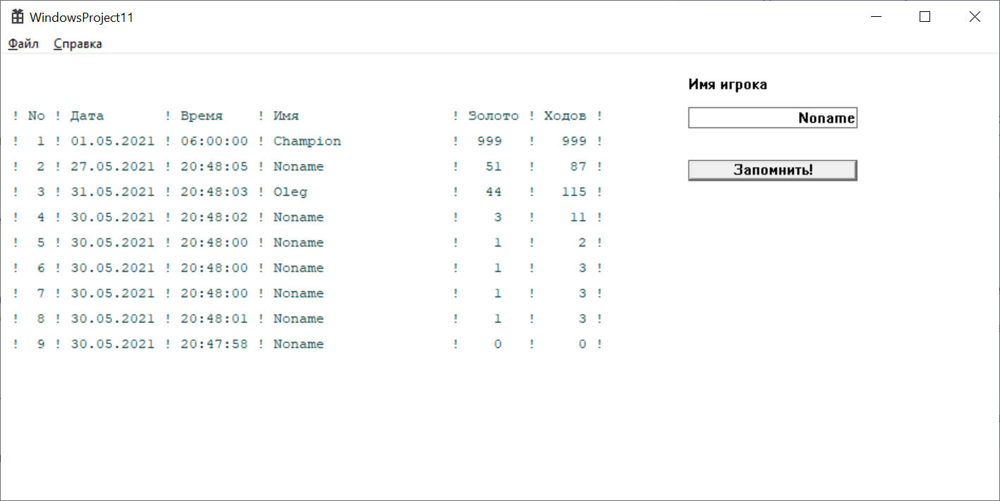 WindowsProject11
Файл Справка
Имя игрока
Noname
Запомнить!
! No ! Дата ! Время ! Имя ! Золото ! Ходов !
! 1 ! 01.05.2021 ! 06:00:00 ! Champion ! 999 ! 999 !
! 2 ! 27.05.2021 ! 20:48:05 ! Noname ! 51 ! 87 !
! 3 ! 31.05.2021 ! 20:48:03 ! Oleg ! 44 ! 115 !
! 4 ! 30.05.2021 ! 20:48:02 ! Noname ! 3 ! 11 !
! 5 ! 30.05.2021 ! 20:48:00 ! Noname ! 1 ! 2 !
! 6 ! 30.05.2021 ! 20:48:00 ! Noname ! 1 ! 3 !
! 7 ! 30.05.2021 ! 20:48:00 ! Noname ! 1 ! 3 !
! 8 ! 30.05.2021 ! 20:48:01 ! Noname ! 1 ! 3 !
! 9 ! 30.05.2021 ! 20:47:58 ! Noname ! 0 ! 0 !